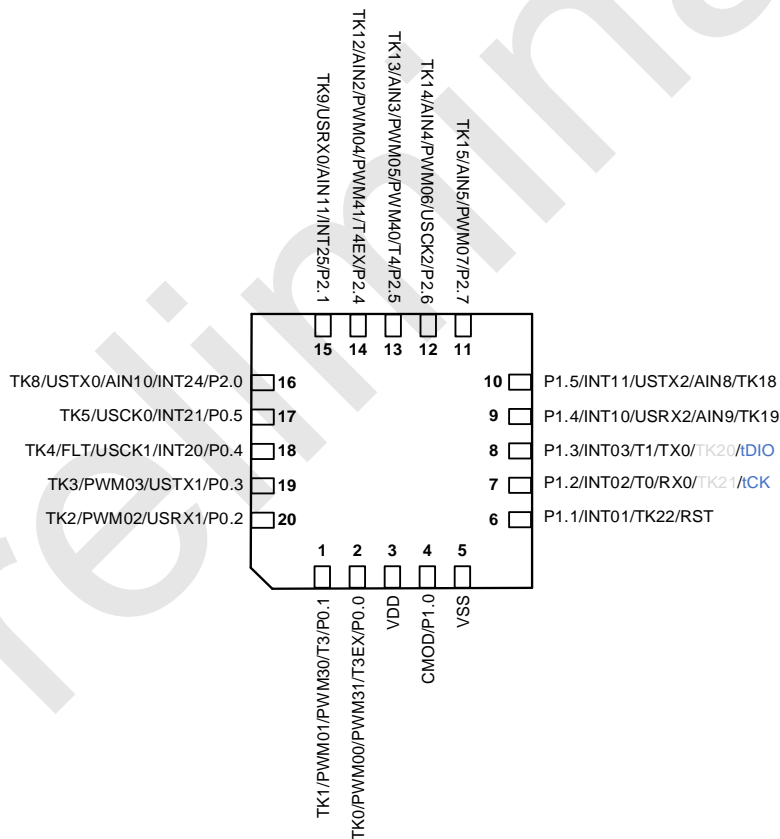 TK9/USRX0/AIN11/INT25/P2.1
TK12/AIN2/PWM04/PWM41/T4EX/P2.4
TK13/AIN3/PWM05/PWM40/T4/P2.5
TK14/AIN4/PWM06/USCK2/P2.6
TK15/AIN5/PWM07/P2.7
15 14 13 12 11
TK8/USTX0/AIN10/INT24/P2.0 16
TK5/USCK0/INT21/P0.5 17
TK4/FLT/USCK1/INT20/P0.4 18
TK3/PWM03/USTX1/P0.3 19
TK2/PWM02/USRX1/P0.2 20
10 P1.5/INT11/USTX2/AIN8/TK18
9 P1.4/INT10/USRX2/AIN9/TK19
8 P1.3/INT03/T1/TX0/TK20/tDIO
7 P1.2/INT02/T0/RX0/TK21/tCK
6 P1.1/INT01/TK22/RST
1 2 3 4 5
TK1/PWM01/PWM30/T3/P0.1
TK0/PWM00/PWM31/T3EX/P0.0
VDD
CMOD/P1.0
VSS
relimina